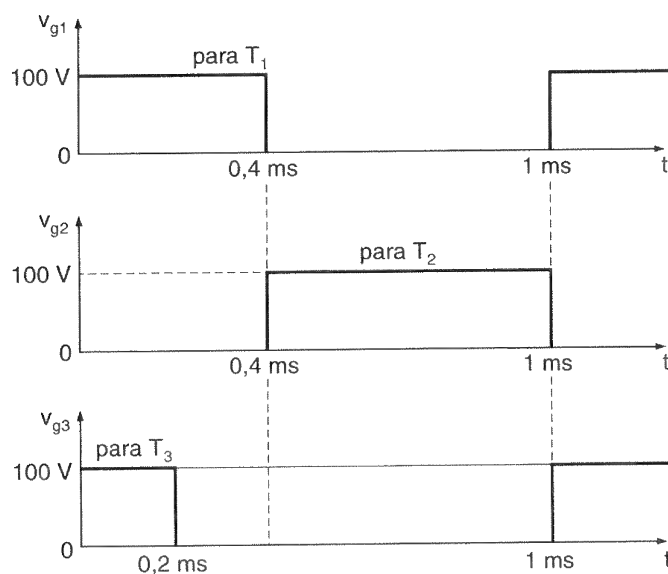 v_g1
para T_1
100 V
0
0,4 ms
1 ms
t
v_g2
para T_2
100 V
0
0,4 ms
1 ms
t
v_g3
para T_3
100 V
0
0,2 ms
1 ms
t